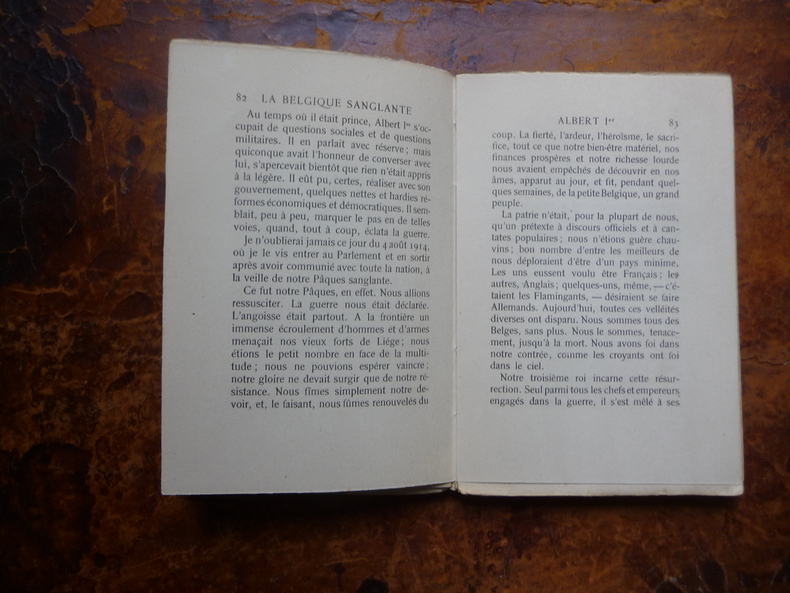 82 LA BELGIQUE SANGLANTE
Au temps où il était prince, Albert Iᵉʳ s'oc-
cupait de questions sociales et de questions
militaires. Il en parlait avec réserve; mais
quiconque avait l'honneur de converser avec
lui, s'apercevait bientôt que rien n'était appris
à la légère. Il eût pu, certes, réaliser avec son
gouvernement, quelques nettes et hardies ré-
formes économiques et démocratiques. Il sem-
blait, peu à peu, marquer le pas en de telles
voies, quand, tout à coup, éclata la guerre.
Je n'oublierai jamais ce jour du 4 août 1914,
où je le vis entrer au Parlement et en sortir
après avoir communié avec toute la nation, à
la veille de notre Pâques sanglante.
Ce fut notre Pâques, en effet. Nous allions
ressusciter. La guerre nous était déclarée.
L'angoisse était partout. A la frontière un
immense écroulement d'hommes et d'armes
menaçait nos vieux forts de Liége; nous
étions le petit nombre en face de la multi-
tude; nous ne pouvions espérer vaincre;
notre gloire ne devait surgir que de notre ré-
sistance. Nous fîmes simplement notre de-
voir, et, le faisant, nous fûmes renouvelés du
ALBERT Iᵉʳ 83
coup. La fierté, l'ardeur, l'héroïsme, le sacri-
fice, tout ce que notre bien-être matériel, nos
finances prospères et notre richesse lourde
nous avaient empêchés de découvrir en nos
âmes, apparut au jour, et fit, pendant quel-
ques semaines, de la petite Belgique, un grand
peuple.
La patrie n'était, pour la plupart de nous,
qu'un prétexte à discours officiels et à can-
tates populaires; nous n'étions guère chau-
vins; bon nombre d'entre les meilleurs de
nous déploraient d'être d'un pays minime.
Les uns eussent voulu être Français; les
autres, Anglais; quelques-uns, même, — c'é-
taient les Flamingants, — désiraient se faire
Allemands. Aujourd'hui, toutes ces velléités
diverses ont disparu. Nous sommes tous des
Belges, sans plus. Nous le sommes, tenace-
ment, jusqu'à la mort. Nous avons foi dans
notre contrée, comme les croyants ont foi
dans le ciel.
Notre troisième roi incarne cette résur-
rection. Seul parmi tous les chefs et empereurs
engagés dans la guerre, il s'est mêlé à ses